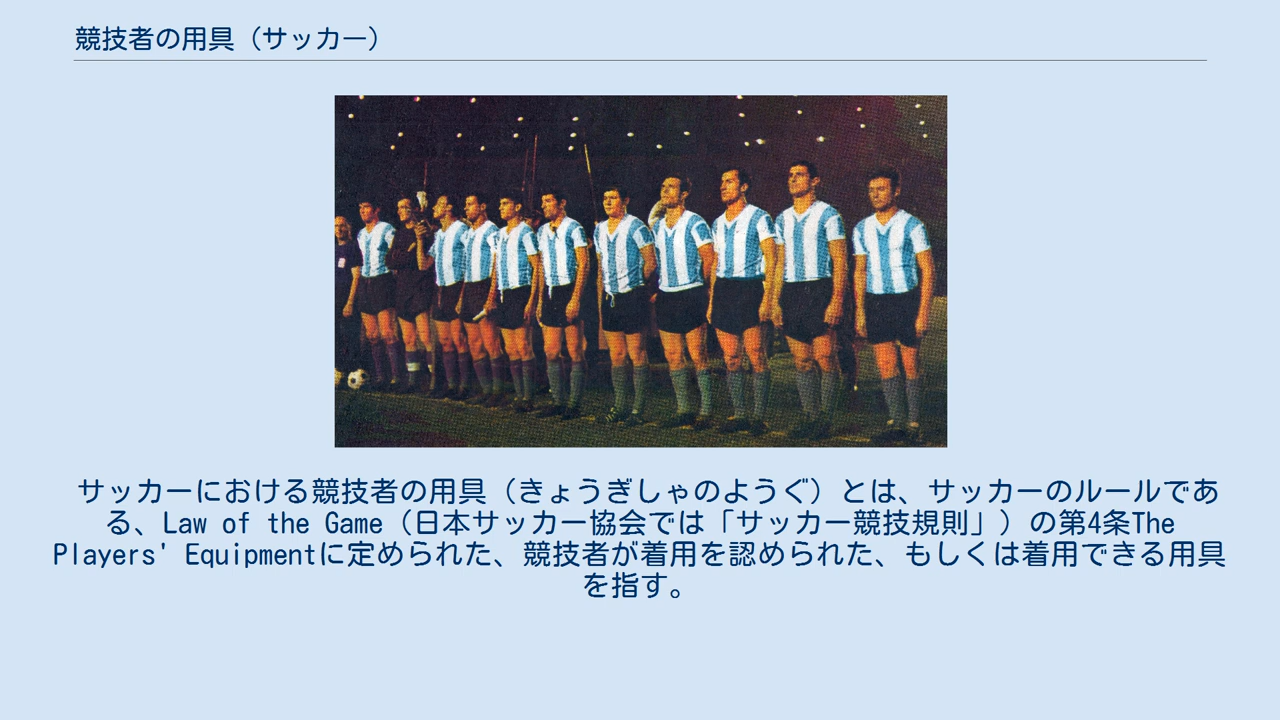 競技者の用具（サッカー）
サッカーにおける競技者の用具（きょうぎしゃのようぐ）とは、サッカーのルールであ
る、Law of the Game（日本サッカー協会では「サッカー競技規則」）の第4条The
Players' Equipmentに定められた、競技者が着用を認められた、もしくは着用できる用具
を指す。